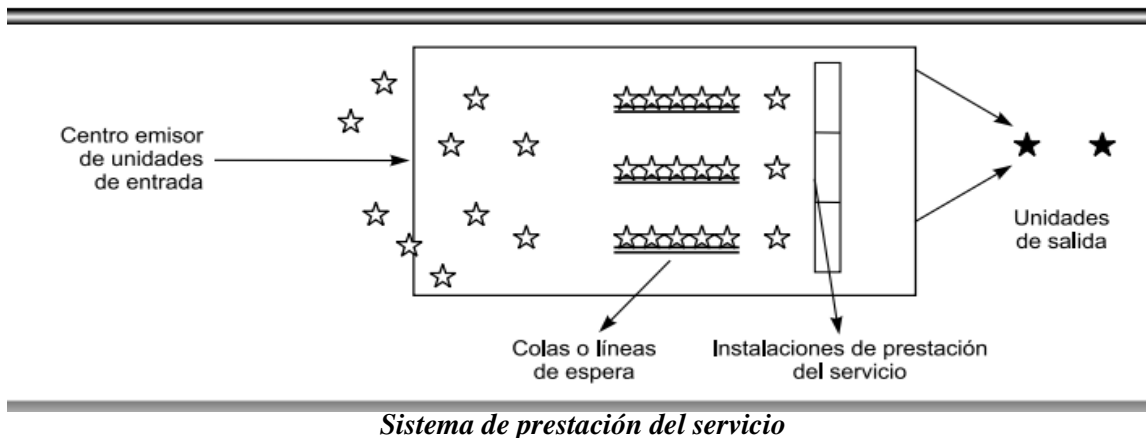 Centro emisor
de unidades
de entrada
Unidades
de salida
Colas o líneas
de espera
Instalaciones de prestación
del servicio
Sistema de prestación del servicio